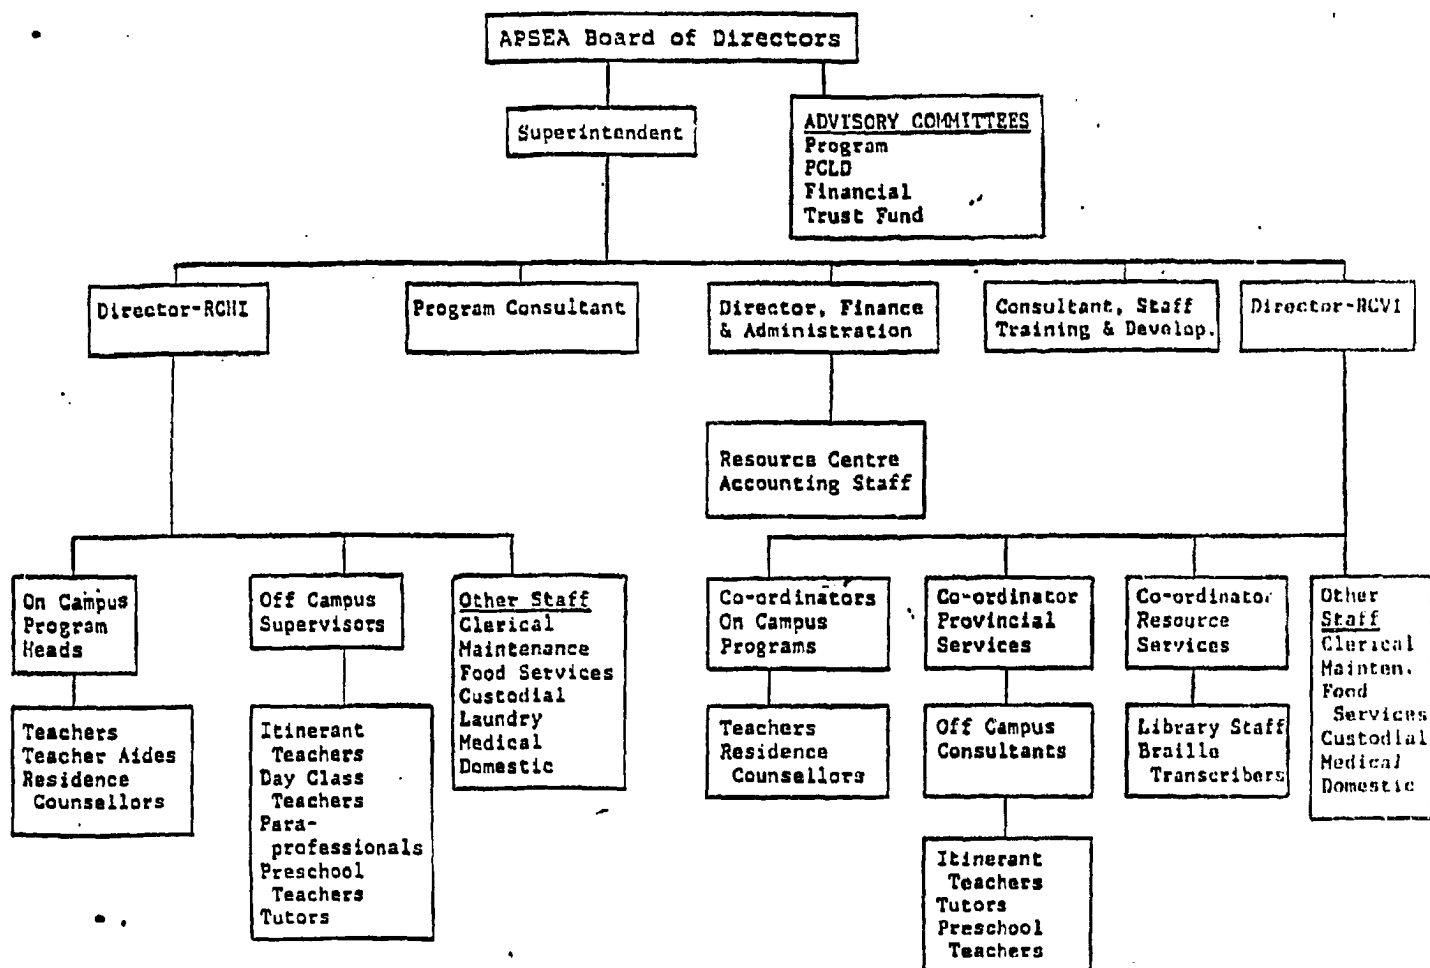 APSEA Board of Directors
Superintendent
ADVISORY COMMITTEES
Program
PCLD
Financial
Trust Fund
Director-RCHI
Program Consultant
Director, Finance
& Administration
Consultant, Staff
Training & Develop.
Director-RCVI
Resource Centre
Accounting Staff
On Campus
Program
Heads
Off Campus
Supervisors
Other Staff
Clerical
Maintenance
Food Services
Custodial
Laundry
Medical
Domestic
Co-ordinators
On Campus
Programs
Co-ordinator
Provincial
Services
Co-ordinator
Resource
Services
Other
Staff
Clerical
Mainten.
Food
Services
Custodial
Medical
Domestic
Teachers
Teacher Aides
Residence
Counsellors
Itinerant
Teachers
Day Class
Teachers
Para-
professionals
Preschool
Teachers
Tutors
Teachers
Residence
Counsellors
Off Campus
Consultants
Library Staff
Braille
Transcribers
Itinerant
Teachers
Tutors
Preschool
Teachers